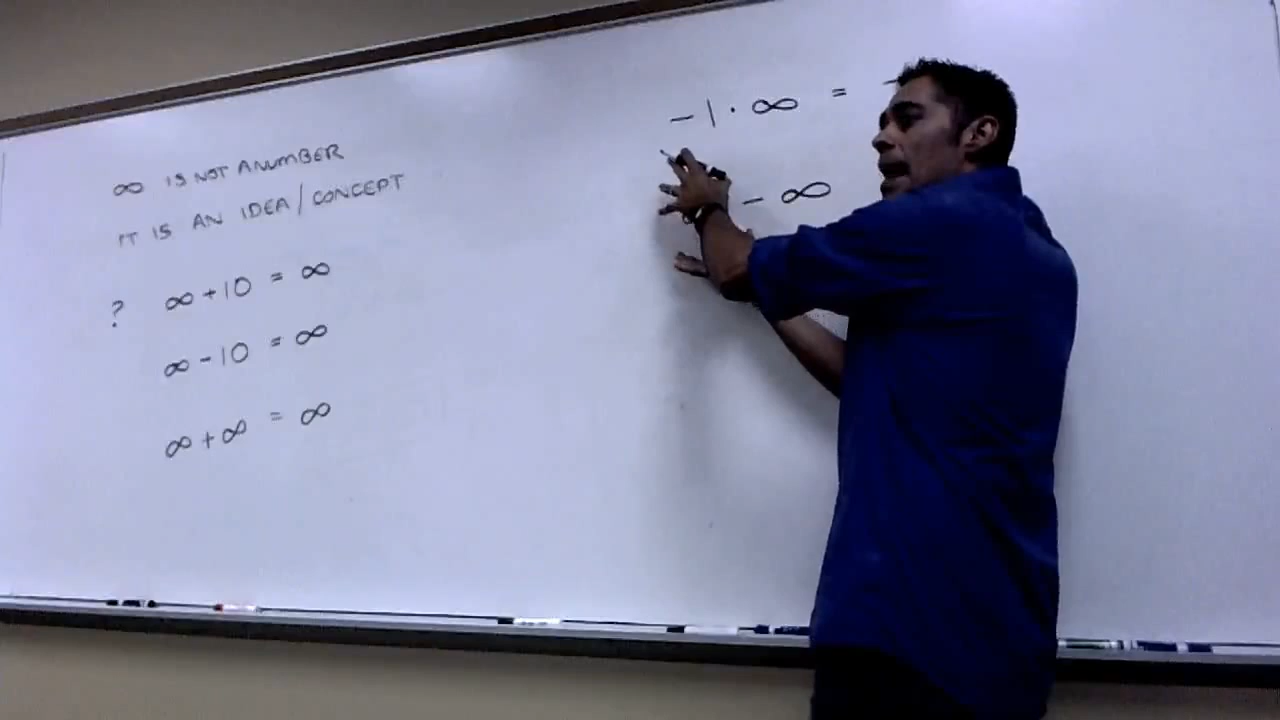 ∞ IS NOT A NUMBER
IT IS AN IDEA/CONCEPT
? ∞ + 10 = ∞
∞ - 10 = ∞
∞ + ∞ = ∞
-1 · ∞ =
- ∞